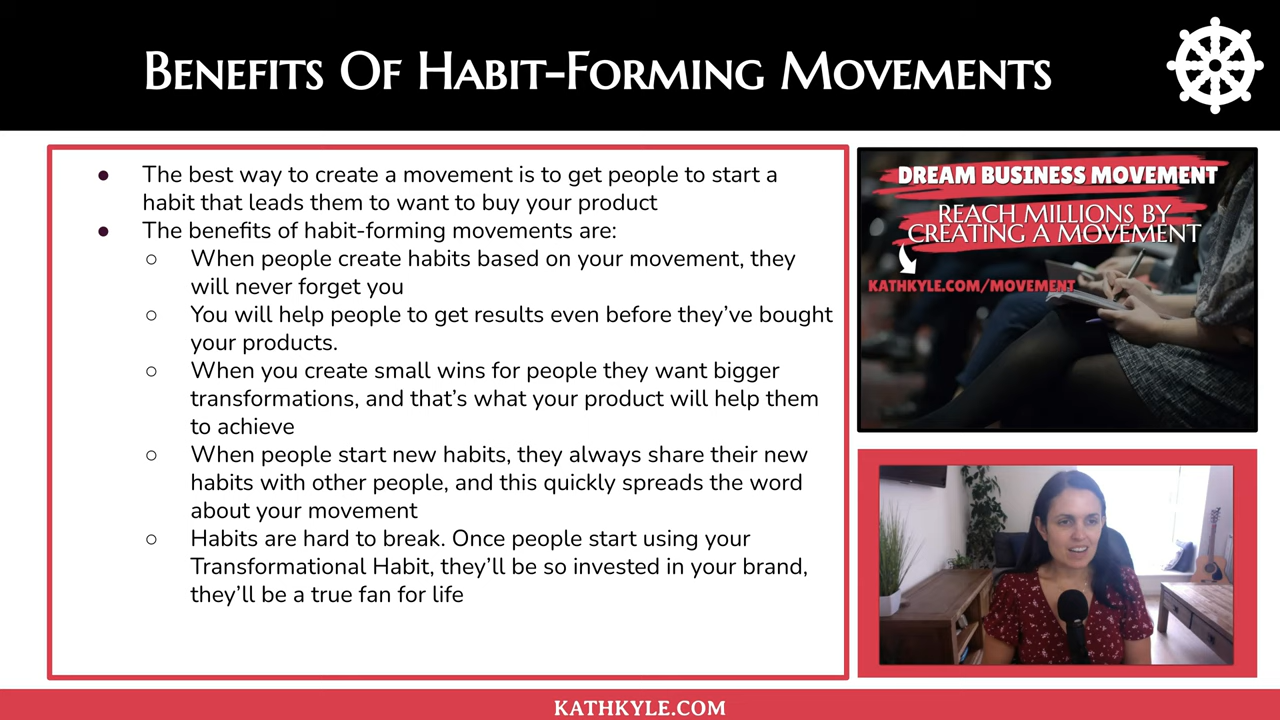 Benefits Of Habit-Forming Movements
● The best way to create a movement is to get people to start a
habit that leads them to want to buy your product
● The benefits of habit-forming movements are:
○ When people create habits based on your movement, they
will never forget you
○ You will help people to get results even before they’ve bought
your products.
○ When you create small wins for people they want bigger
transformations, and that’s what your product will help them
to achieve
○ When people start new habits, they always share their new
habits with other people, and this quickly spreads the word
about your movement
○ Habits are hard to break. Once people start using your
Transformational Habit, they’ll be so invested in your brand,
they’ll be a true fan for life
DREAM BUSINESS MOVEMENT
REACH MILLIONS BY
CREATING A MOVEMENT
KATHKYLE.COM/MOVEMENT
KATHKYLE.COM